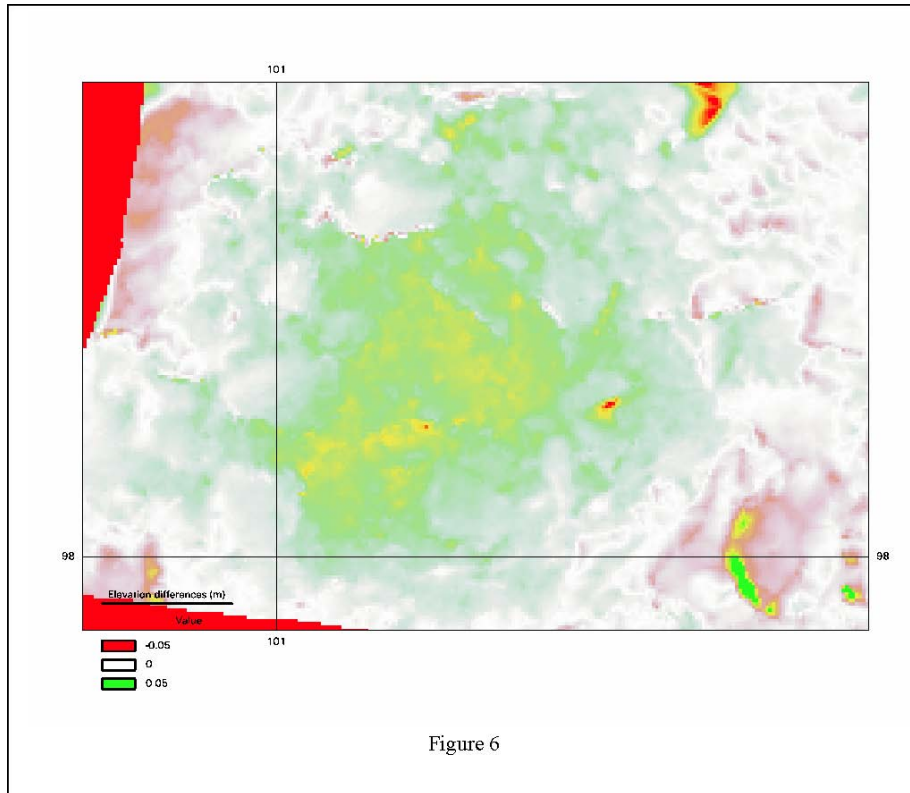 101
98
98
Elevation differences (m)
Value
101
-0.05
0
0.05
Figure 6